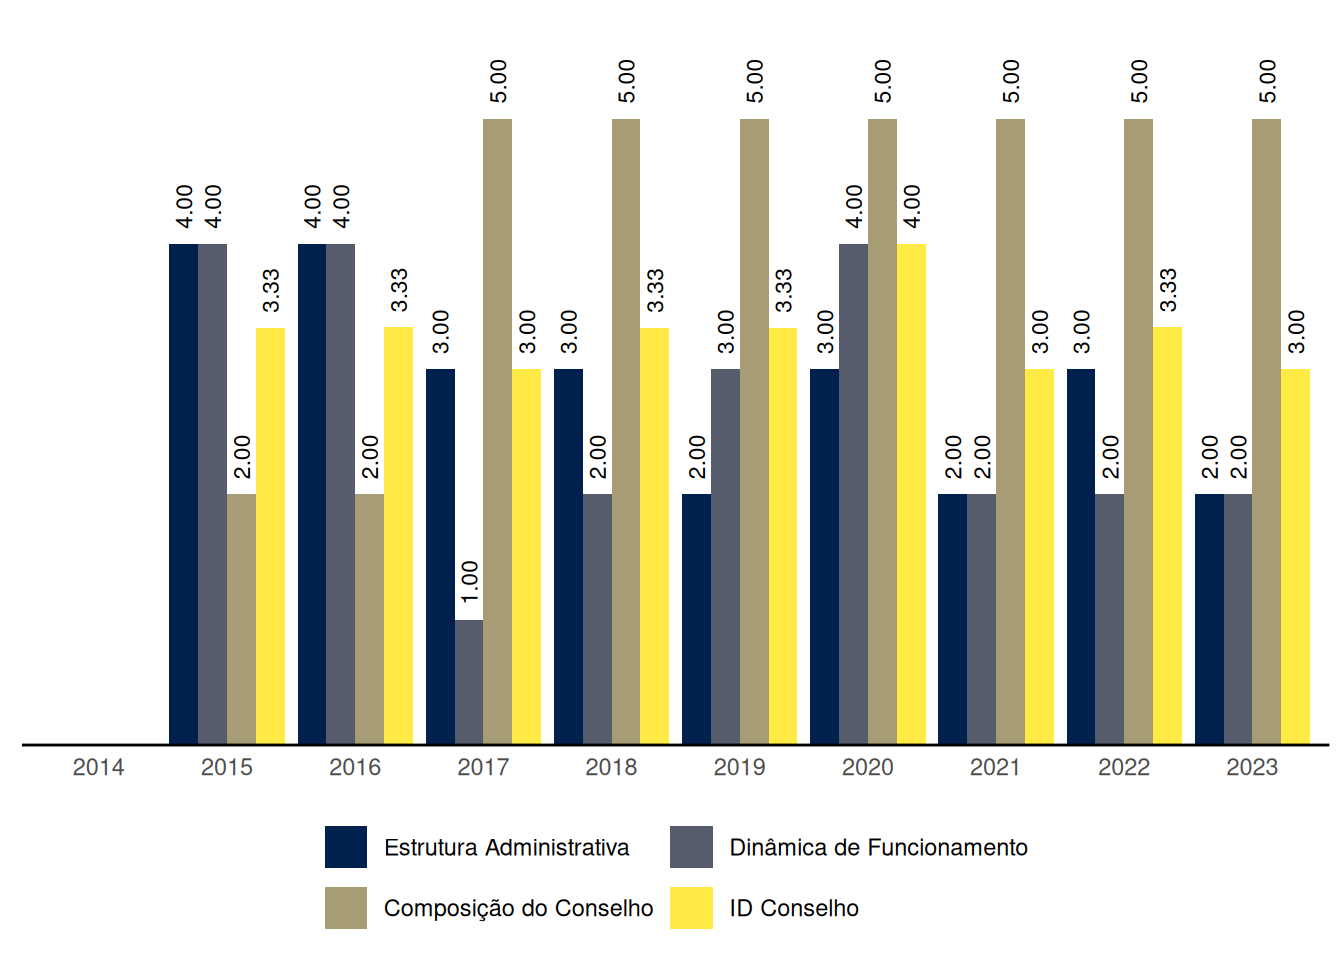 5.00 5.00 5.00 5.00 5.00 5.00 5.00
4.00 4.00 4.00 4.00 4.00 4.00
3.33 3.33 3.33 3.33 3.33
3.00 3.00 3.00 3.00 3.00 3.00 3.00 3.00
2.00 2.00 2.00 2.00 2.00 2.00 2.00 2.00 2.00
1.00
2014 2015 2016 2017 2018 2019 2020 2021 2022 2023
Estrutura Administrativa Dinâmica de Funcionamento
Composição do Conselho ID Conselho